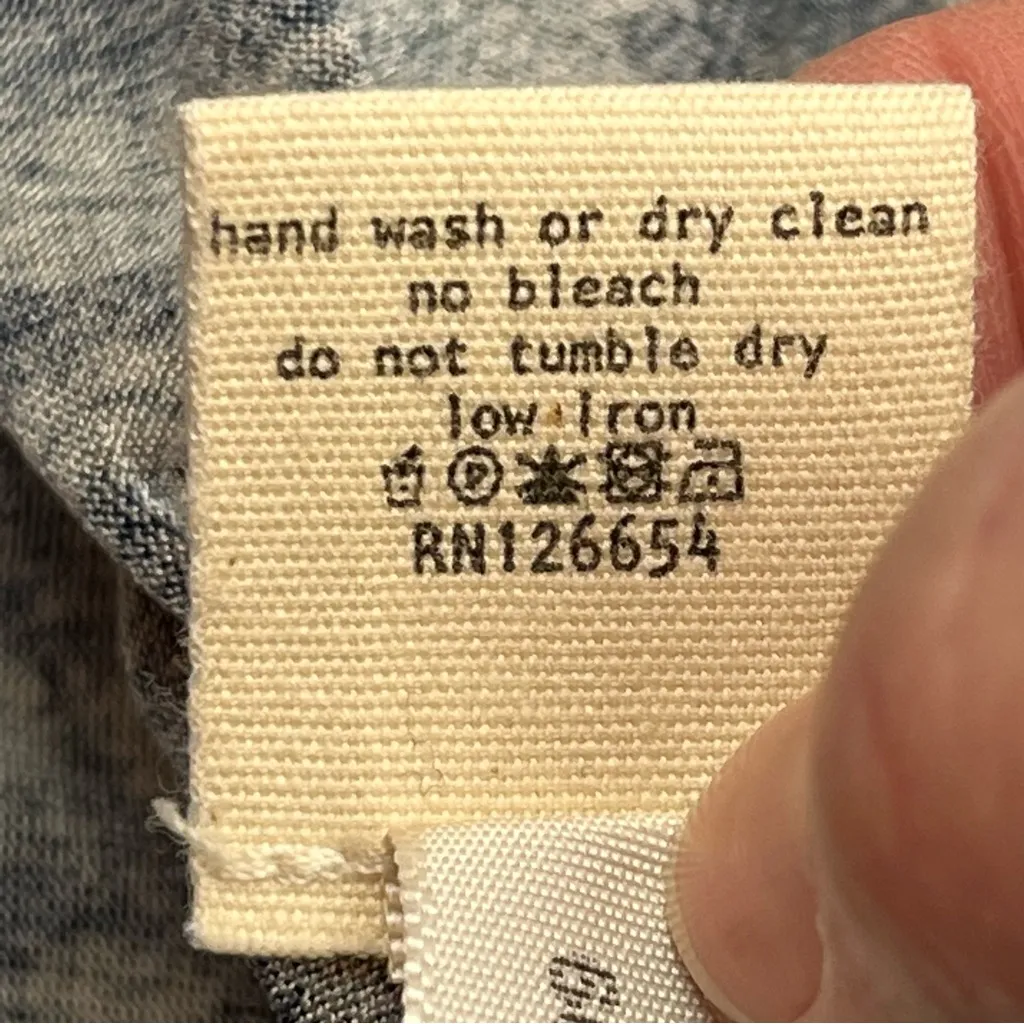 hand wash or dry clean
no bleach
do not tumble dry
low iron
P
RN126654